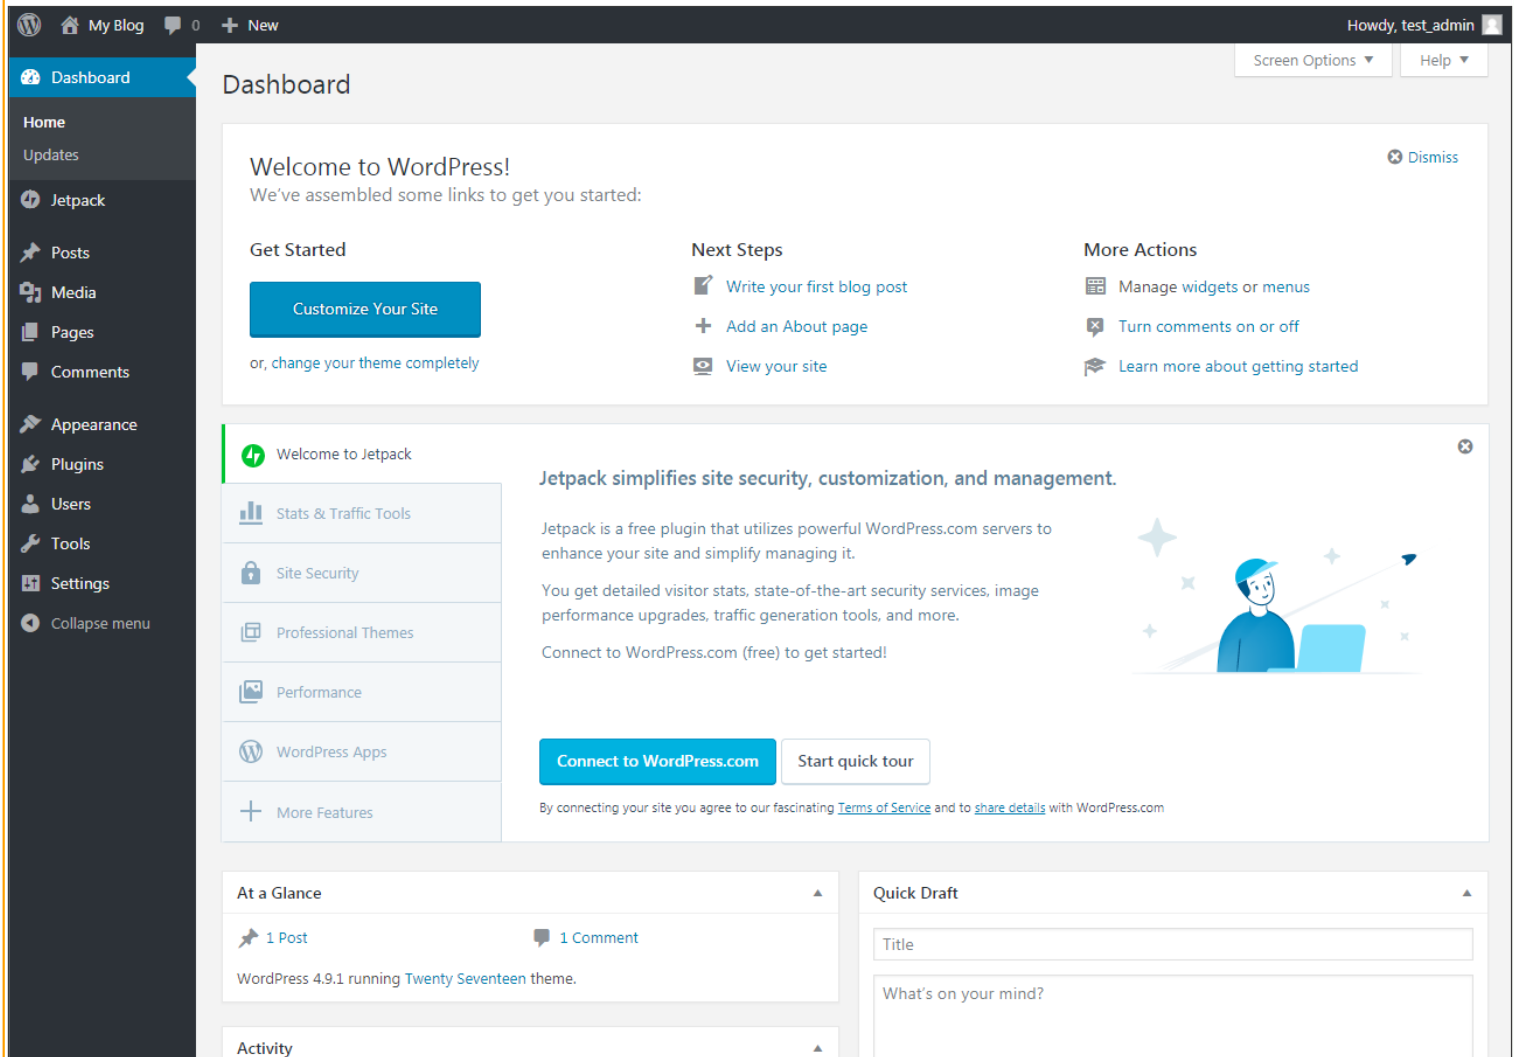 My Blog 0 New
Howdy, test_admin
Dashboard
Home
Updates
Jetpack
Posts
Media
Pages
Comments
Appearance
Plugins
Users
Tools
Settings
Collapse menu
Screen Options Help
Dashboard
Welcome to WordPress!
We've assembled some links to get you started:
Dismiss
Get Started
Customize Your Site
or, change your theme completely
Next Steps
Write your first blog post
Add an About page
View your site
More Actions
Manage widgets or menus
Turn comments on or off
Learn more about getting started
Welcome to Jetpack
Stats & Traffic Tools
Site Security
Professional Themes
Performance
WordPress Apps
More Features
Jetpack simplifies site security, customization, and management.
Jetpack is a free plugin that utilizes powerful WordPress.com servers to
enhance your site and simplify managing it.
You get detailed visitor stats, state-of-the-art security services, image
performance upgrades, traffic generation tools, and more.
Connect to WordPress.com (free) to get started!
Connect to WordPress.com Start quick tour
By connecting your site you agree to our fascinating Terms of Service and to share details with WordPress.com
At a Glance
1 Post 1 Comment
WordPress 4.9.1 running Twenty Seventeen theme.
Activity
Quick Draft
Title
What's on your mind?